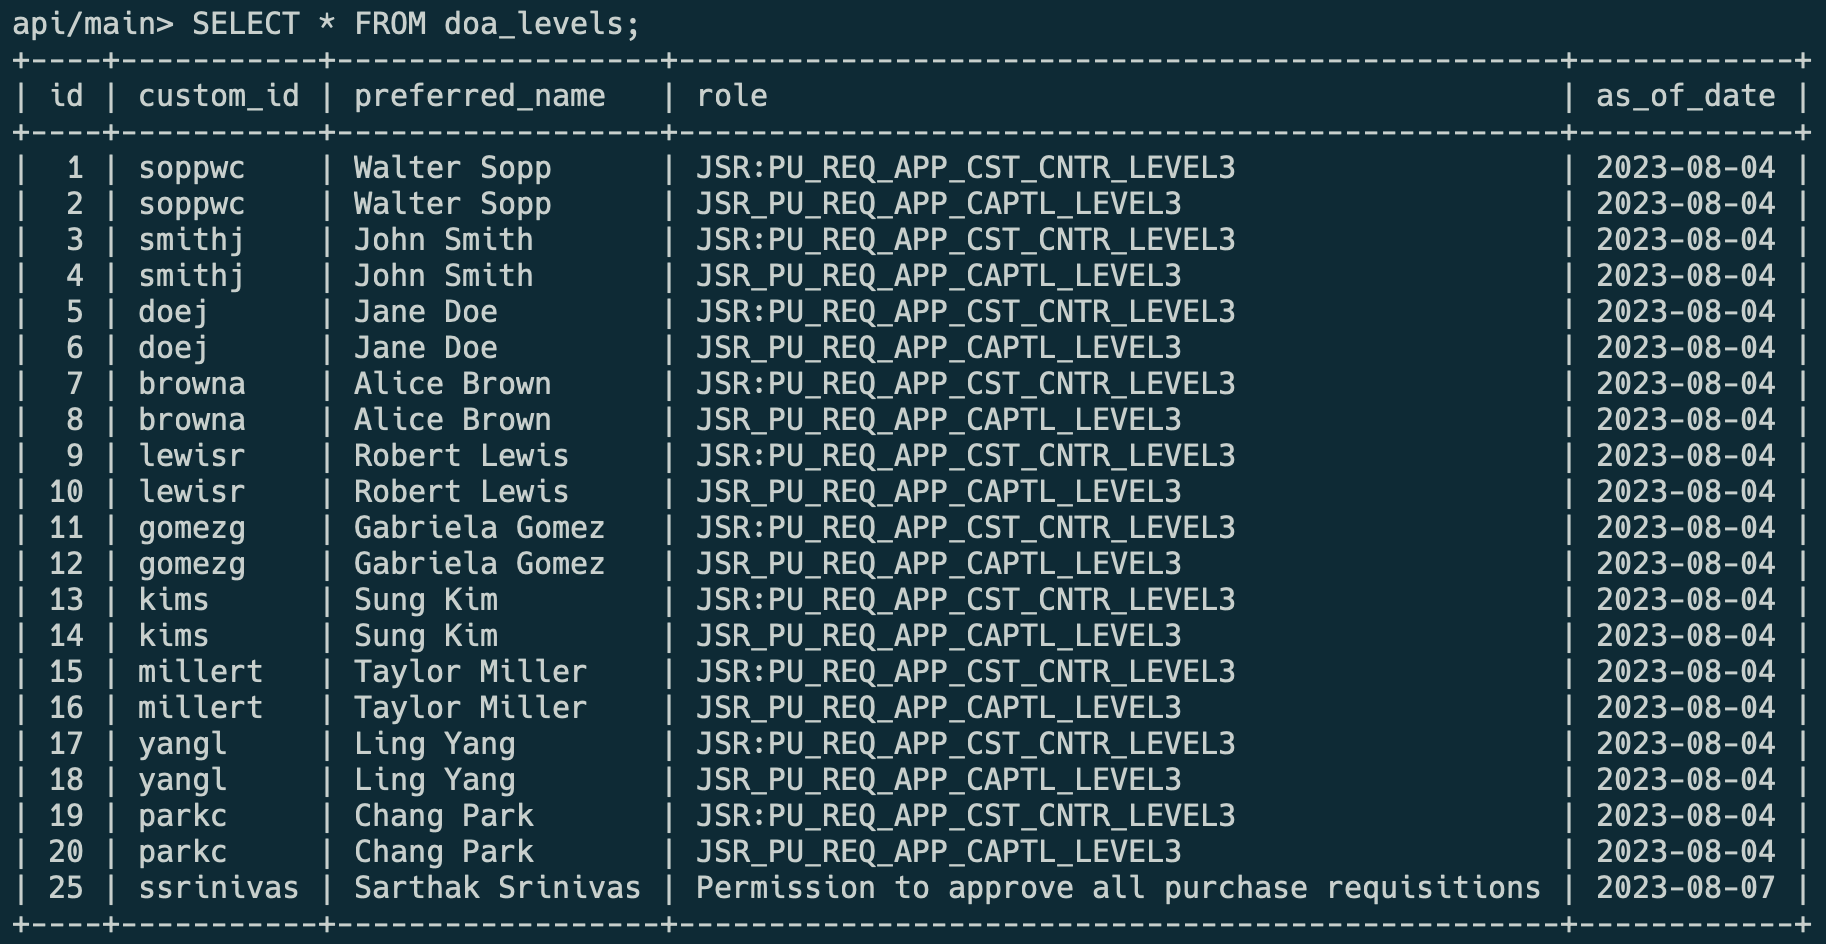 api/main> SELECT * FROM doa_levels;
+----+-----------+------------------+-------------------------------------------------+------------+
| id | custom_id | preferred_name   | role                                            | as_of_date |
+----+-----------+------------------+-------------------------------------------------+------------+
|  1 | soppwc    | Walter Sopp      | JSR:PU_REQ_APP_CST_CNTR_LEVEL3                  | 2023-08-04 |
|  2 | soppwc    | Walter Sopp      | JSR_PU_REQ_APP_CAPTL_LEVEL3                     | 2023-08-04 |
|  3 | smithj    | John Smith       | JSR:PU_REQ_APP_CST_CNTR_LEVEL3                  | 2023-08-04 |
|  4 | smithj    | John Smith       | JSR_PU_REQ_APP_CAPTL_LEVEL3                     | 2023-08-04 |
|  5 | doej      | Jane Doe         | JSR:PU_REQ_APP_CST_CNTR_LEVEL3                  | 2023-08-04 |
|  6 | doej      | Jane Doe         | JSR_PU_REQ_APP_CAPTL_LEVEL3                     | 2023-08-04 |
|  7 | browna    | Alice Brown      | JSR:PU_REQ_APP_CST_CNTR_LEVEL3                  | 2023-08-04 |
|  8 | browna    | Alice Brown      | JSR_PU_REQ_APP_CAPTL_LEVEL3                     | 2023-08-04 |
|  9 | lewisr    | Robert Lewis     | JSR:PU_REQ_APP_CST_CNTR_LEVEL3                  | 2023-08-04 |
| 10 | lewisr    | Robert Lewis     | JSR_PU_REQ_APP_CAPTL_LEVEL3                     | 2023-08-04 |
| 11 | gomezg    | Gabriela Gomez   | JSR:PU_REQ_APP_CST_CNTR_LEVEL3                  | 2023-08-04 |
| 12 | gomezg    | Gabriela Gomez   | JSR_PU_REQ_APP_CAPTL_LEVEL3                     | 2023-08-04 |
| 13 | kims      | Sung Kim         | JSR:PU_REQ_APP_CST_CNTR_LEVEL3                  | 2023-08-04 |
| 14 | kims      | Sung Kim         | JSR_PU_REQ_APP_CAPTL_LEVEL3                     | 2023-08-04 |
| 15 | millert   | Taylor Miller    | JSR:PU_REQ_APP_CST_CNTR_LEVEL3                  | 2023-08-04 |
| 16 | millert   | Taylor Miller    | JSR_PU_REQ_APP_CAPTL_LEVEL3                     | 2023-08-04 |
| 17 | yangl     | Ling Yang        | JSR:PU_REQ_APP_CST_CNTR_LEVEL3                  | 2023-08-04 |
| 18 | yangl     | Ling Yang        | JSR_PU_REQ_APP_CAPTL_LEVEL3                     | 2023-08-04 |
| 19 | parkc     | Chang Park       | JSR:PU_REQ_APP_CST_CNTR_LEVEL3                  | 2023-08-04 |
| 20 | parkc     | Chang Park       | JSR_PU_REQ_APP_CAPTL_LEVEL3                     | 2023-08-04 |
| 25 | ssrinivas | Sarthak Srinivas | Permission to approve all purchase requisitions | 2023-08-07 |
+----+-----------+------------------+-------------------------------------------------+------------+